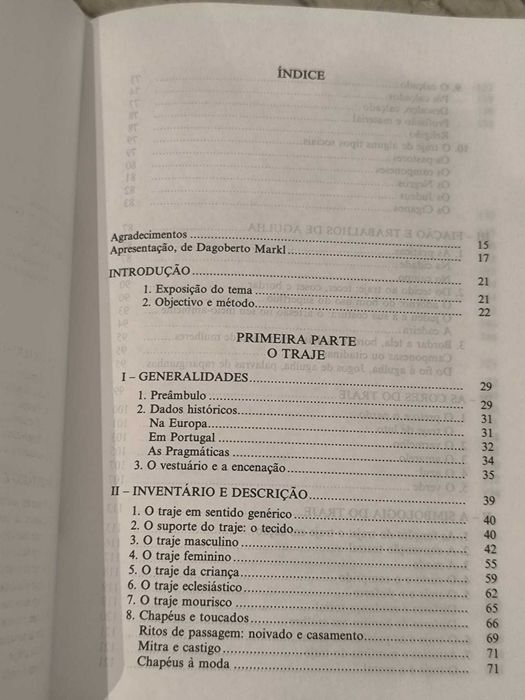 ÍNDICE
Agradecimentos ... 15
Apresentação, de Dagoberto Markl ... 17
INTRODUÇÃO ... 21
1. Exposição do tema ... 21
2. Objectivo e método ... 22
PRIMEIRA PARTE
O TRAJE
I – GENERALIDADES ... 29
1. Preâmbulo ... 29
2. Dados históricos ... 31
Na Europa ... 31
Em Portugal ... 32
As Pragmáticas ... 34
3. O vestuário e a encenação ... 35
II – INVENTÁRIO E DESCRIÇÃO ... 39
1. O traje em sentido genérico ... 40
2. O suporte do traje: o tecido ... 40
3. O traje masculino ... 42
4. O traje feminino ... 55
5. O traje da criança ... 59
6. O traje eclesiástico ... 62
7. O traje mourisco ... 65
8. Chapéus e toucados ... 66
Ritos de passagem: noivado e casamento ... 69
Mitra e castigo ... 71
Chapéus à moda ... 71